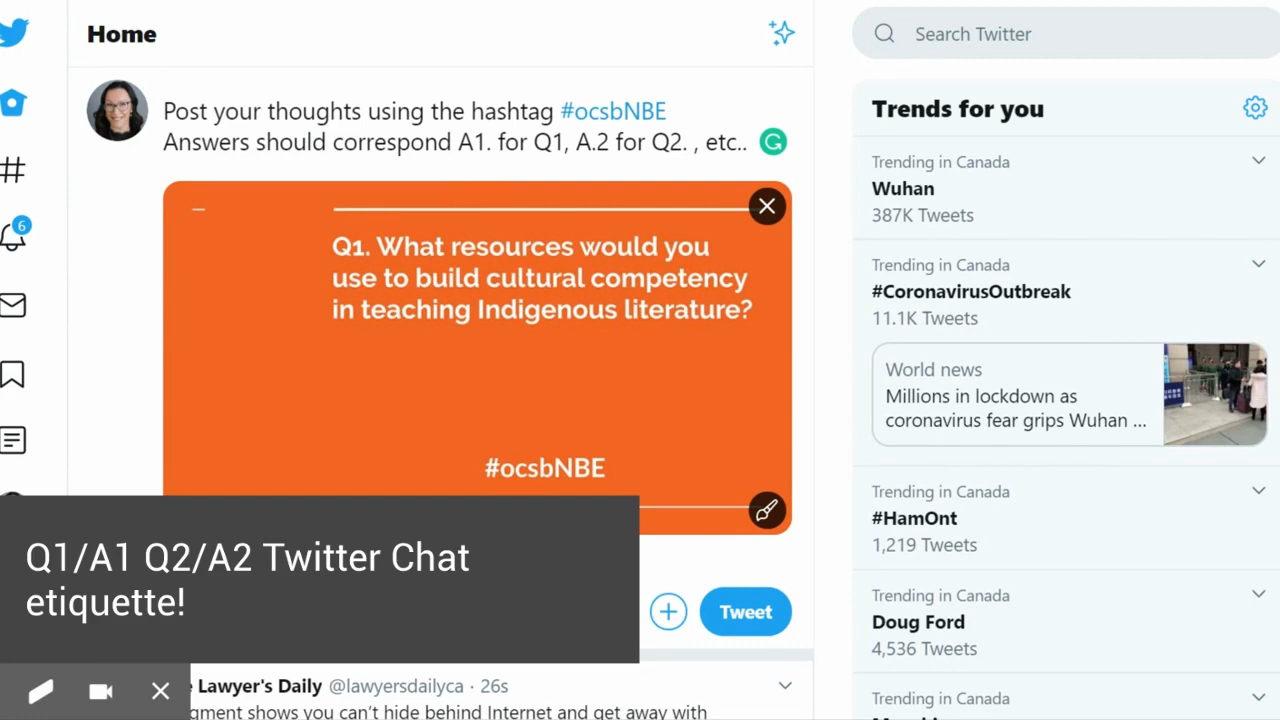 Home
Post your thoughts using the hashtag #ocsbNBE
Answers should correspond A1. for Q1, A.2 for Q2. , etc..
Q1. What resources would you
use to build cultural competency
in teaching Indigenous literature?
#ocsbNBE
6
Q1/A1 Q2/A2 Twitter Chat
etiquette!
Tweet
Lawyer's Daily @lawyersdailyca · 26s
shows you can't hide behind Internet and get away with
Search Twitter
Trends for you
Trending in Canada
Wuhan
387K Tweets
Trending in Canada
#CoronavirusOutbreak
11.1K Tweets
World news
Millions in lockdown as
coronavirus fear grips Wuhan ...
Trending in Canada
#HamOnt
1,219 Tweets
Trending in Canada
Doug Ford
4,536 Tweets
Trending in Canada